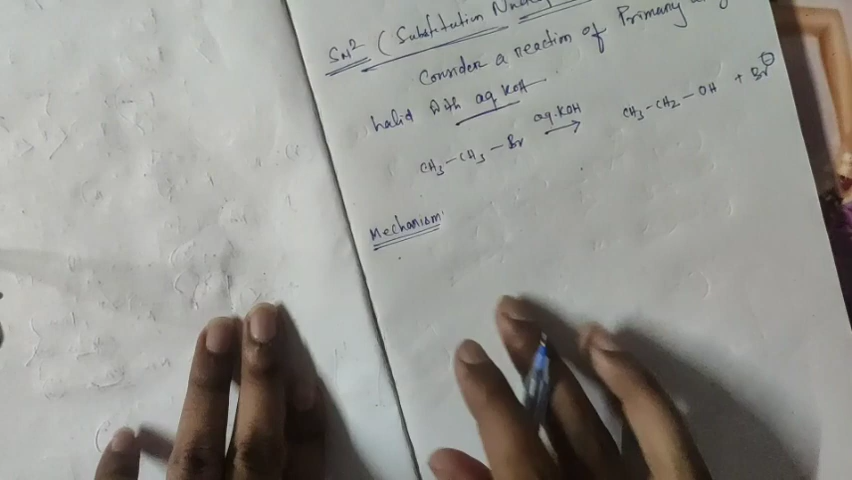 SN² (Substitution
Consider a reaction of Primary
halid With aq KOH
CH₃-CH₃-Br aq.KOH → CH₃-CH₂-OH + Br⊖
Mechanism